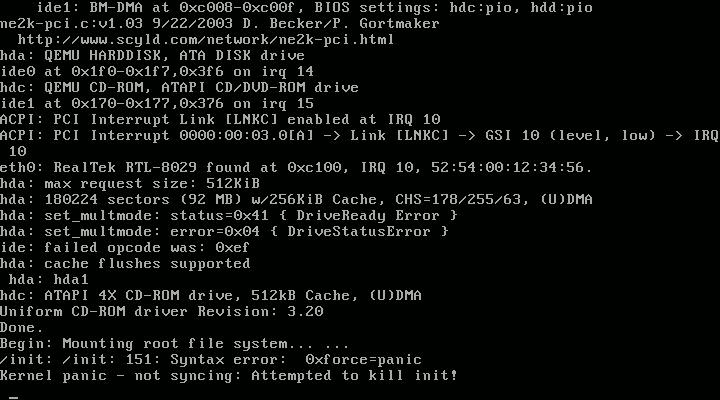 ide1: BM-DMA at 0xc008-0xc00f, BIOS settings: hdc:pio, hdd:pio
ne2k-pci.c:v1.03 9/22/2003 D. Becker/P. Gortmaker
http://www.scyld.com/network/ne2k-pci.html
hda: QEMU HARDDISK, ATA DISK drive
ide0 at 0x1f0-0x1f7,0x3f6 on irq 14
hdc: QEMU CD-ROM, ATAPI CD/DVD-ROM drive
ide1 at 0x170-0x177,0x376 on irq 15
ACPI: PCI Interrupt Link [LNKC] enabled at IRQ 10
ACPI: PCI Interrupt 0000:00:03.0[A] -> Link [LNKC] -> GSI 10 (level, low) -> IRQ
10
eth0: RealTek RTL-8029 found at 0xc100, IRQ 10, 52:54:00:12:34:56.
hda: max request size: 512KiB
hda: 180224 sectors (92 MB) w/256KiB Cache, CHS=178/255/63, (U)DMA
hda: set_multmode: status=0x41 { DriveReady Error }
hda: set_multmode: error=0x04 { DriveStatusError }
ide: failed opcode was: 0xef
hda: cache flushes supported
hda: hda1
hdc: ATAPI 4X CD-ROM drive, 512kB Cache, (U)DMA
Uniform CD-ROM driver Revision: 3.20
Done.
Begin: Mounting root file system... ...
/init: /init: 151: Syntax error:  0xforce=panic
Kernel panic - not syncing: Attempted to kill init!